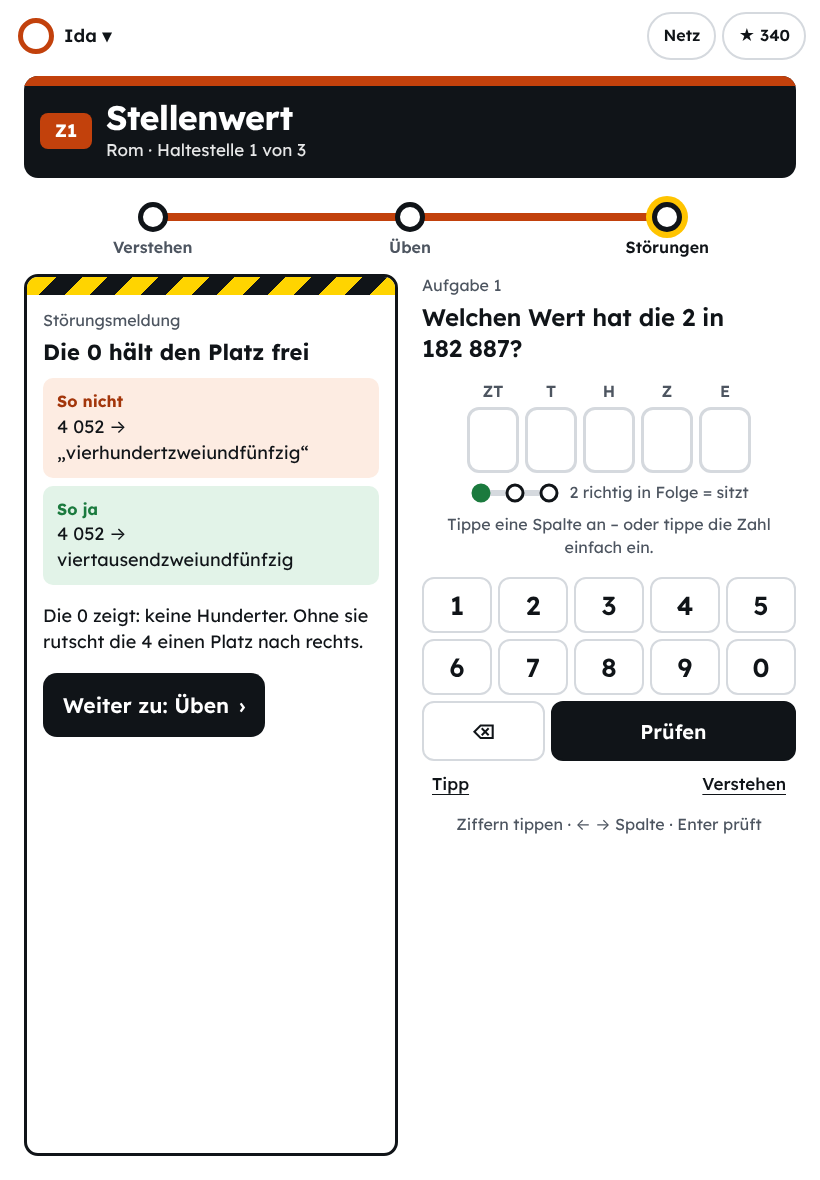 Ida ▾
Netz
★ 340
Z1
Stellenwert
Rom · Haltestelle 1 von 3
Verstehen
Üben
Störungen
Störungsmeldung
Die 0 hält den Platz frei
So nicht
4 052 →
„vierhundertzweiundfünfzig“
So ja
4 052 →
viertausendzweiundfünfzig
Die 0 zeigt: keine Hunderter. Ohne sie
rutscht die 4 einen Platz nach rechts.
Weiter zu: Üben ›
Aufgabe 1
Welchen Wert hat die 2 in
182 887?
ZT T H Z E
2 richtig in Folge = sitzt
Tippe eine Spalte an – oder tippe die Zahl
einfach ein.
1 2 3 4 5
6 7 8 9 0
⌫ Prüfen
Tipp
Verstehen
Ziffern tippen · ← → Spalte · Enter prüft